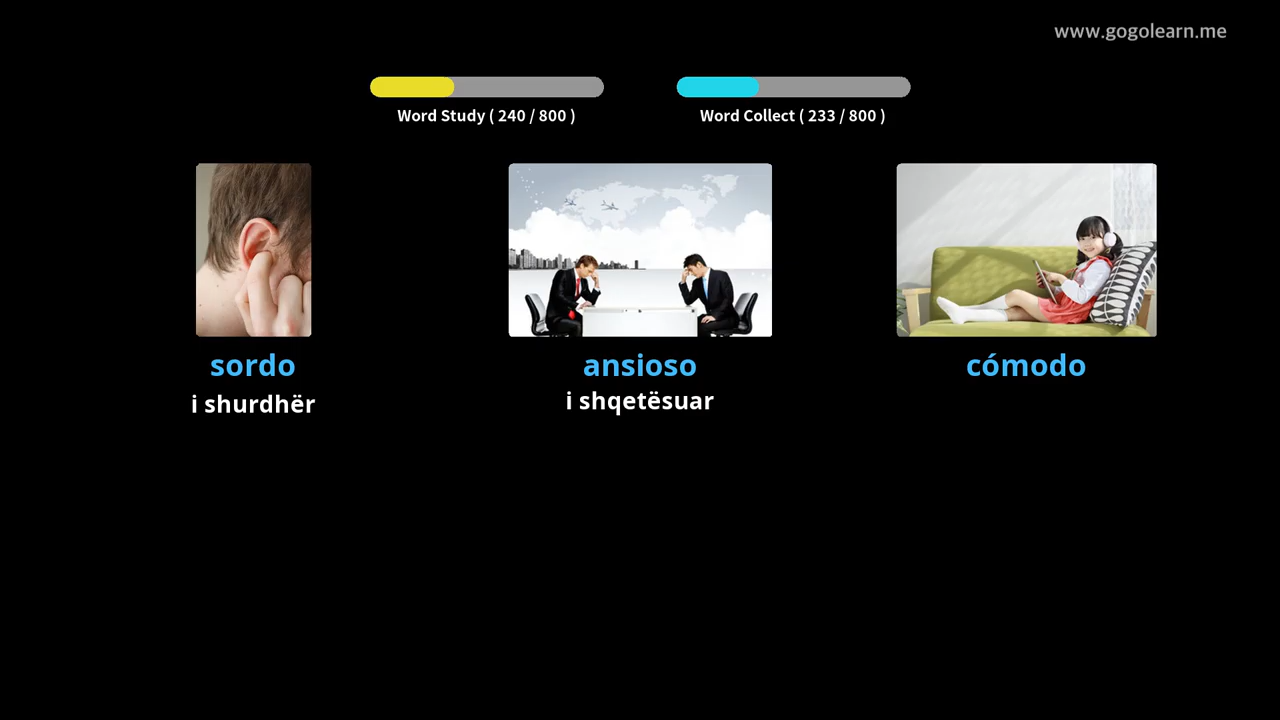 www.gogolearn.me
Word Study ( 240 / 800 )
Word Collect ( 233 / 800 )
sordo
i shurdhër
ansioso
i shqetësuar
cómodo